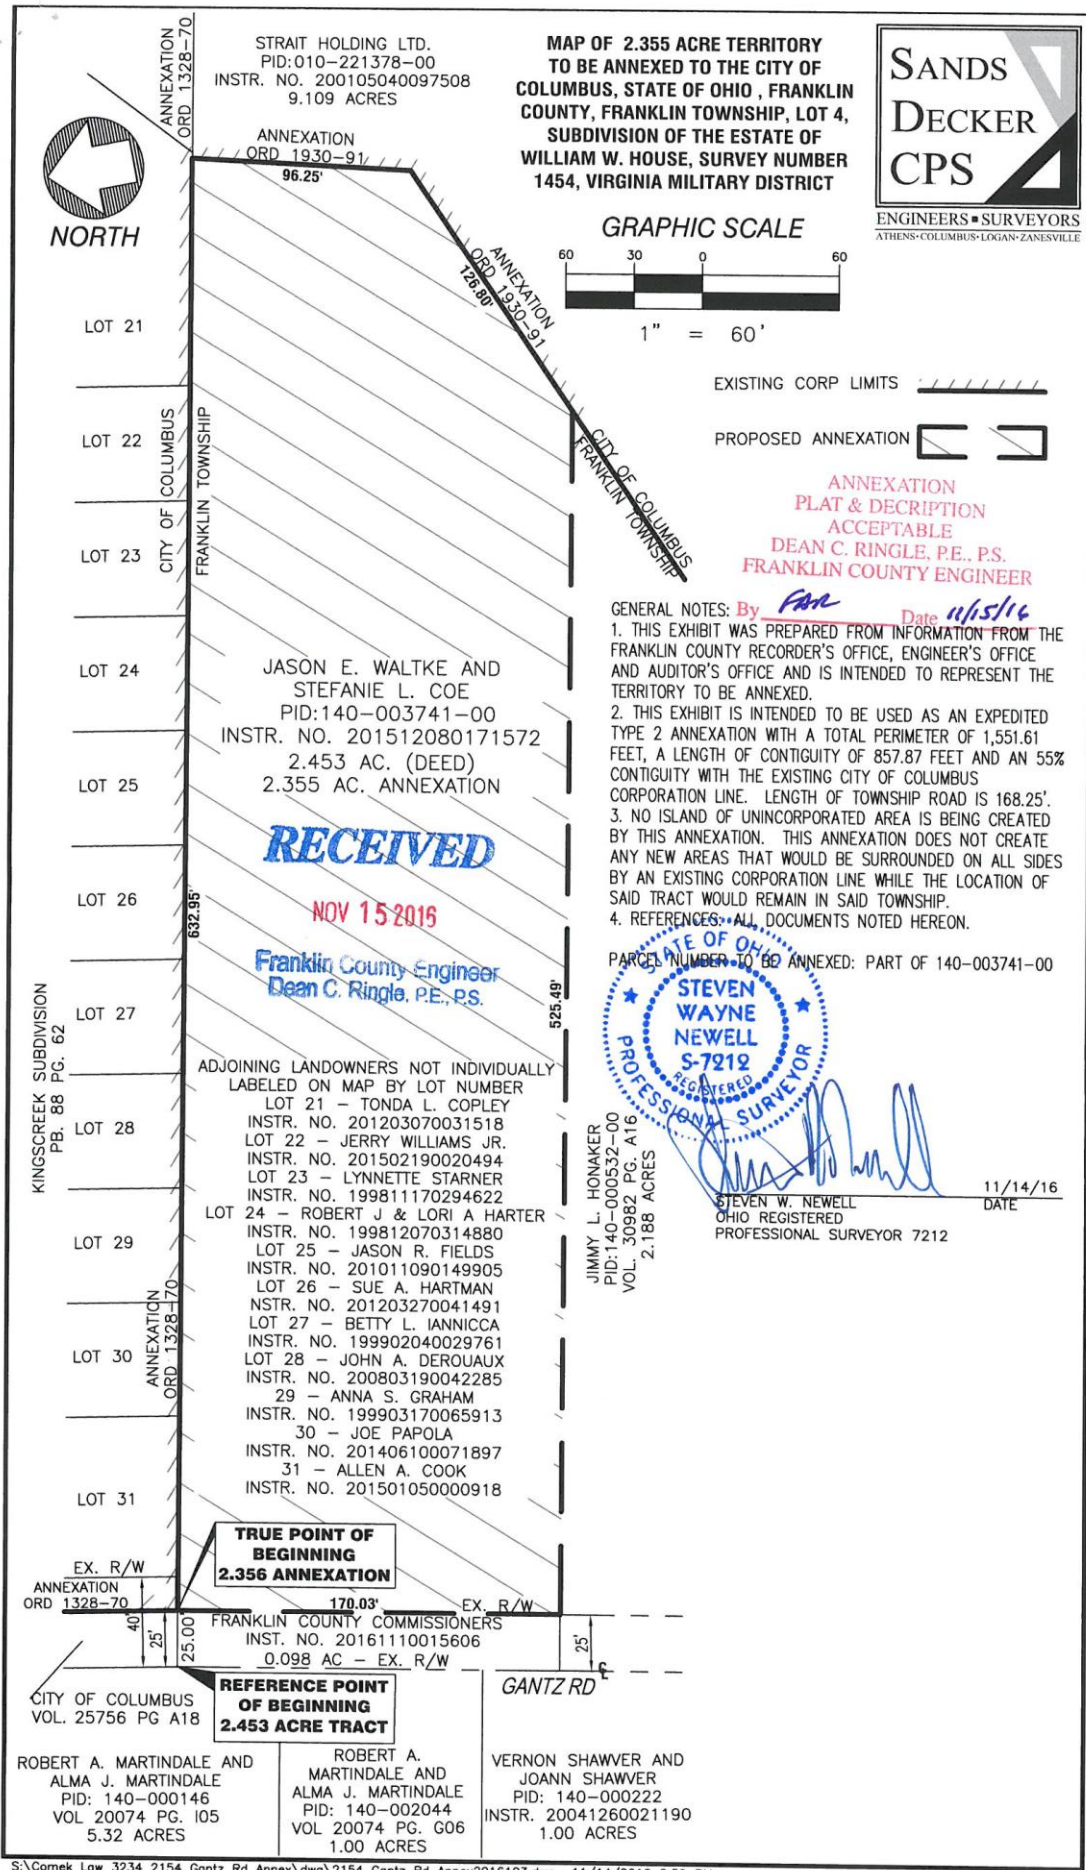 ANNEXATION
ORD 1328-70
STRAIT HOLDING LTD.
PID:010-221378-00
INSTR. NO. 200105040097508
9.109 ACRES
MAP OF 2.355 ACRE TERRITORY
TO BE ANNEXED TO THE CITY OF
COLUMBUS, STATE OF OHIO , FRANKLIN
COUNTY, FRANKLIN TOWNSHIP, LOT 4,
SUBDIVISION OF THE ESTATE OF
WILLIAM W. HOUSE, SURVEY NUMBER
1454, VIRGINIA MILITARY DISTRICT
SANDS
DECKER
CPS
ENGINEERS ▪ SURVEYORS
ATHENS•COLUMBUS•LOGAN•ZANESVILLE
NORTH
ANNEXATION
ORD 1930-91
96.25'
ANNEXATION
ORD 1930-91
126.80'
GRAPHIC SCALE
60 30 0 60
1" = 60'
EXISTING CORP LIMITS
PROPOSED ANNEXATION
ANNEXATION
PLAT & DECRIPTION
ACCEPTABLE
DEAN C. RINGLE, P.E., P.S.
FRANKLIN COUNTY ENGINEER
By FAR Date 11/15/16
GENERAL NOTES:
1. THIS EXHIBIT WAS PREPARED FROM INFORMATION FROM THE
FRANKLIN COUNTY RECORDER'S OFFICE, ENGINEER'S OFFICE
AND AUDITOR'S OFFICE AND IS INTENDED TO REPRESENT THE
TERRITORY TO BE ANNEXED.
2. THIS EXHIBIT IS INTENDED TO BE USED AS AN EXPEDITED
TYPE 2 ANNEXATION WITH A TOTAL PERIMETER OF 1,551.61
FEET, A LENGTH OF CONTIGUITY OF 857.87 FEET AND AN 55%
CONTIGUITY WITH THE EXISTING CITY OF COLUMBUS
CORPORATION LINE. LENGTH OF TOWNSHIP ROAD IS 168.25'.
3. NO ISLAND OF UNINCORPORATED AREA IS BEING CREATED
BY THIS ANNEXATION. THIS ANNEXATION DOES NOT CREATE
ANY NEW AREAS THAT WOULD BE SURROUNDED ON ALL SIDES
BY AN EXISTING CORPORATION LINE WHILE THE LOCATION OF
SAID TRACT WOULD REMAIN IN SAID TOWNSHIP.
4. REFERENCES: ALL DOCUMENTS NOTED HEREON.
PARCEL NUMBER TO BE ANNEXED: PART OF 140-003741-00
STATE OF OHIO
STEVEN
WAYNE
NEWELL
S-7212
REGISTERED
PROFESSIONAL SURVEYOR
11/14/16
STEVEN W. NEWELL DATE
OHIO REGISTERED
PROFESSIONAL SURVEYOR 7212
LOT 21
LOT 22
LOT 23
LOT 24
LOT 25
LOT 26
LOT 27
LOT 28
LOT 29
LOT 30
LOT 31
CITY OF COLUMBUS
FRANKLIN TOWNSHIP
CITY OF COLUMBUS
FRANKLIN TOWNSHIP
KINGSCREEK SUBDIVISION
PB. 88 PG. 62
ANNEXATION
ORD 1328-70
632.95'
525.49'
JASON E. WALTKE AND
STEFANIE L. COE
PID:140-003741-00
INSTR. NO. 201512080171572
2.453 AC. (DEED)
2.355 AC. ANNEXATION
RECEIVED
NOV 15 2016
Franklin County Engineer
Dean C. Ringle, P.E., P.S.
ADJOINING LANDOWNERS NOT INDIVIDUALLY
LABELED ON MAP BY LOT NUMBER
LOT 21 - TONDA L. COPLEY
INSTR. NO. 201203070031518
LOT 22 - JERRY WILLIAMS JR.
INSTR. NO. 201502190020494
LOT 23 - LYNNETTE STARNER
INSTR. NO. 199811170294622
LOT 24 - ROBERT J & LORI A HARTER
INSTR. NO. 199812070314880
LOT 25 - JASON R. FIELDS
INSTR. NO. 201011090149905
LOT 26 - SUE A. HARTMAN
NSTR. NO. 201203270041491
LOT 27 - BETTY L. IANNICCA
INSTR. NO. 199902040029761
LOT 28 - JOHN A. DEROUAUX
INSTR. NO. 200803190042285
29 - ANNA S. GRAHAM
INSTR. NO. 199903170065913
30 - JOE PAPOLA
INSTR. NO. 201406100071897
31 - ALLEN A. COOK
INSTR. NO. 201501050000918
JIMMY L. HONAKER
PID:140-000532-00
VOL. 30982 PG. A16
2.188 ACRES
TRUE POINT OF
BEGINNING
2.356 ANNEXATION
EX. R/W
ANNEXATION
ORD 1328-70
170.03'
EX. R/W
40'
25'
25.00'
25'
FRANKLIN COUNTY COMMISSIONERS
INST. NO. 20161110015606
0.098 AC - EX. R/W
GANTZ RD
REFERENCE POINT
OF BEGINNING
2.453 ACRE TRACT
CITY OF COLUMBUS
VOL. 25756 PG A18
ROBERT A. MARTINDALE AND
ALMA J. MARTINDALE
PID: 140-000146
VOL 20074 PG. I05
5.32 ACRES
ROBERT A.
MARTINDALE AND
ALMA J. MARTINDALE
PID: 140-002044
VOL 20074 PG. G06
1.00 ACRES
VERNON SHAWVER AND
JOANN SHAWVER
PID: 140-000222
INSTR. 20041260021190
1.00 ACRES